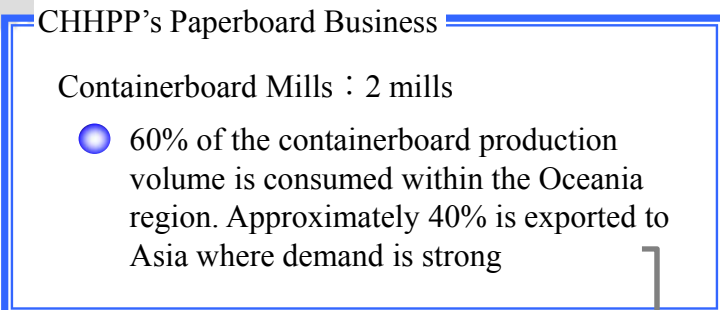 CHHPP’s Paperboard Business
Containerboard Mills：2 mills
60% of the containerboard production
volume is consumed within the Oceania
region. Approximately 40% is exported to
Asia where demand is strong